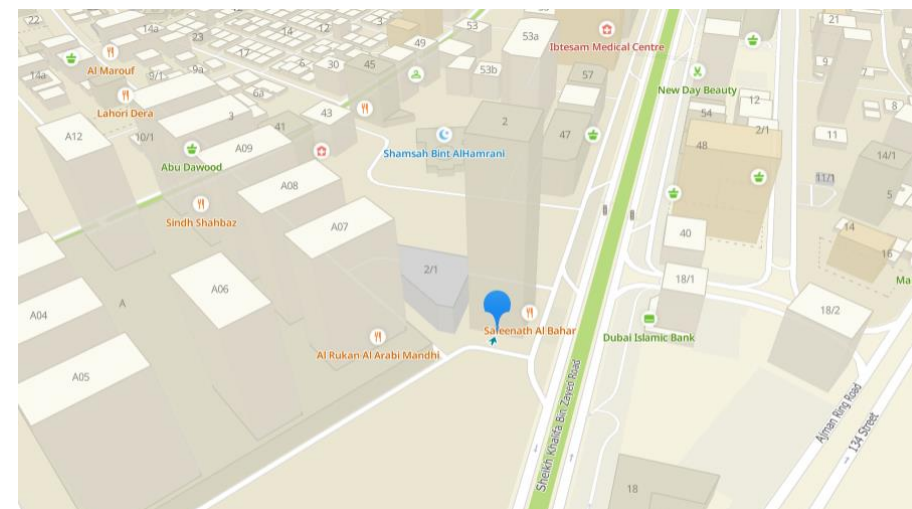 22
14a
23
14
12
3
53
53a
49
21
Ibtesam Medical Centre
17
6
30
45
9a
9/1
14a
Al Marouf
53b
57
9
7
New Day Beauty
6a
12
8
Lahori Dera
3
43
54
2/1
A12
10/1
41
2
47
11
A09
48
Shamsah Bint AlHamrani
14/1
Abu Dawood
A08
11/1
5
Sindh Shahbaz
A07
40
14
16
2/1
18/1
Ma
A06
A
A04
18/2
Safeenath Al Bahar
Dubai Islamic Bank
Al Rukan Al Arabi Mandhi
A05
Sheikh Khalifa Bin Zayed Road
Ajman Ring Road
134 Street
18